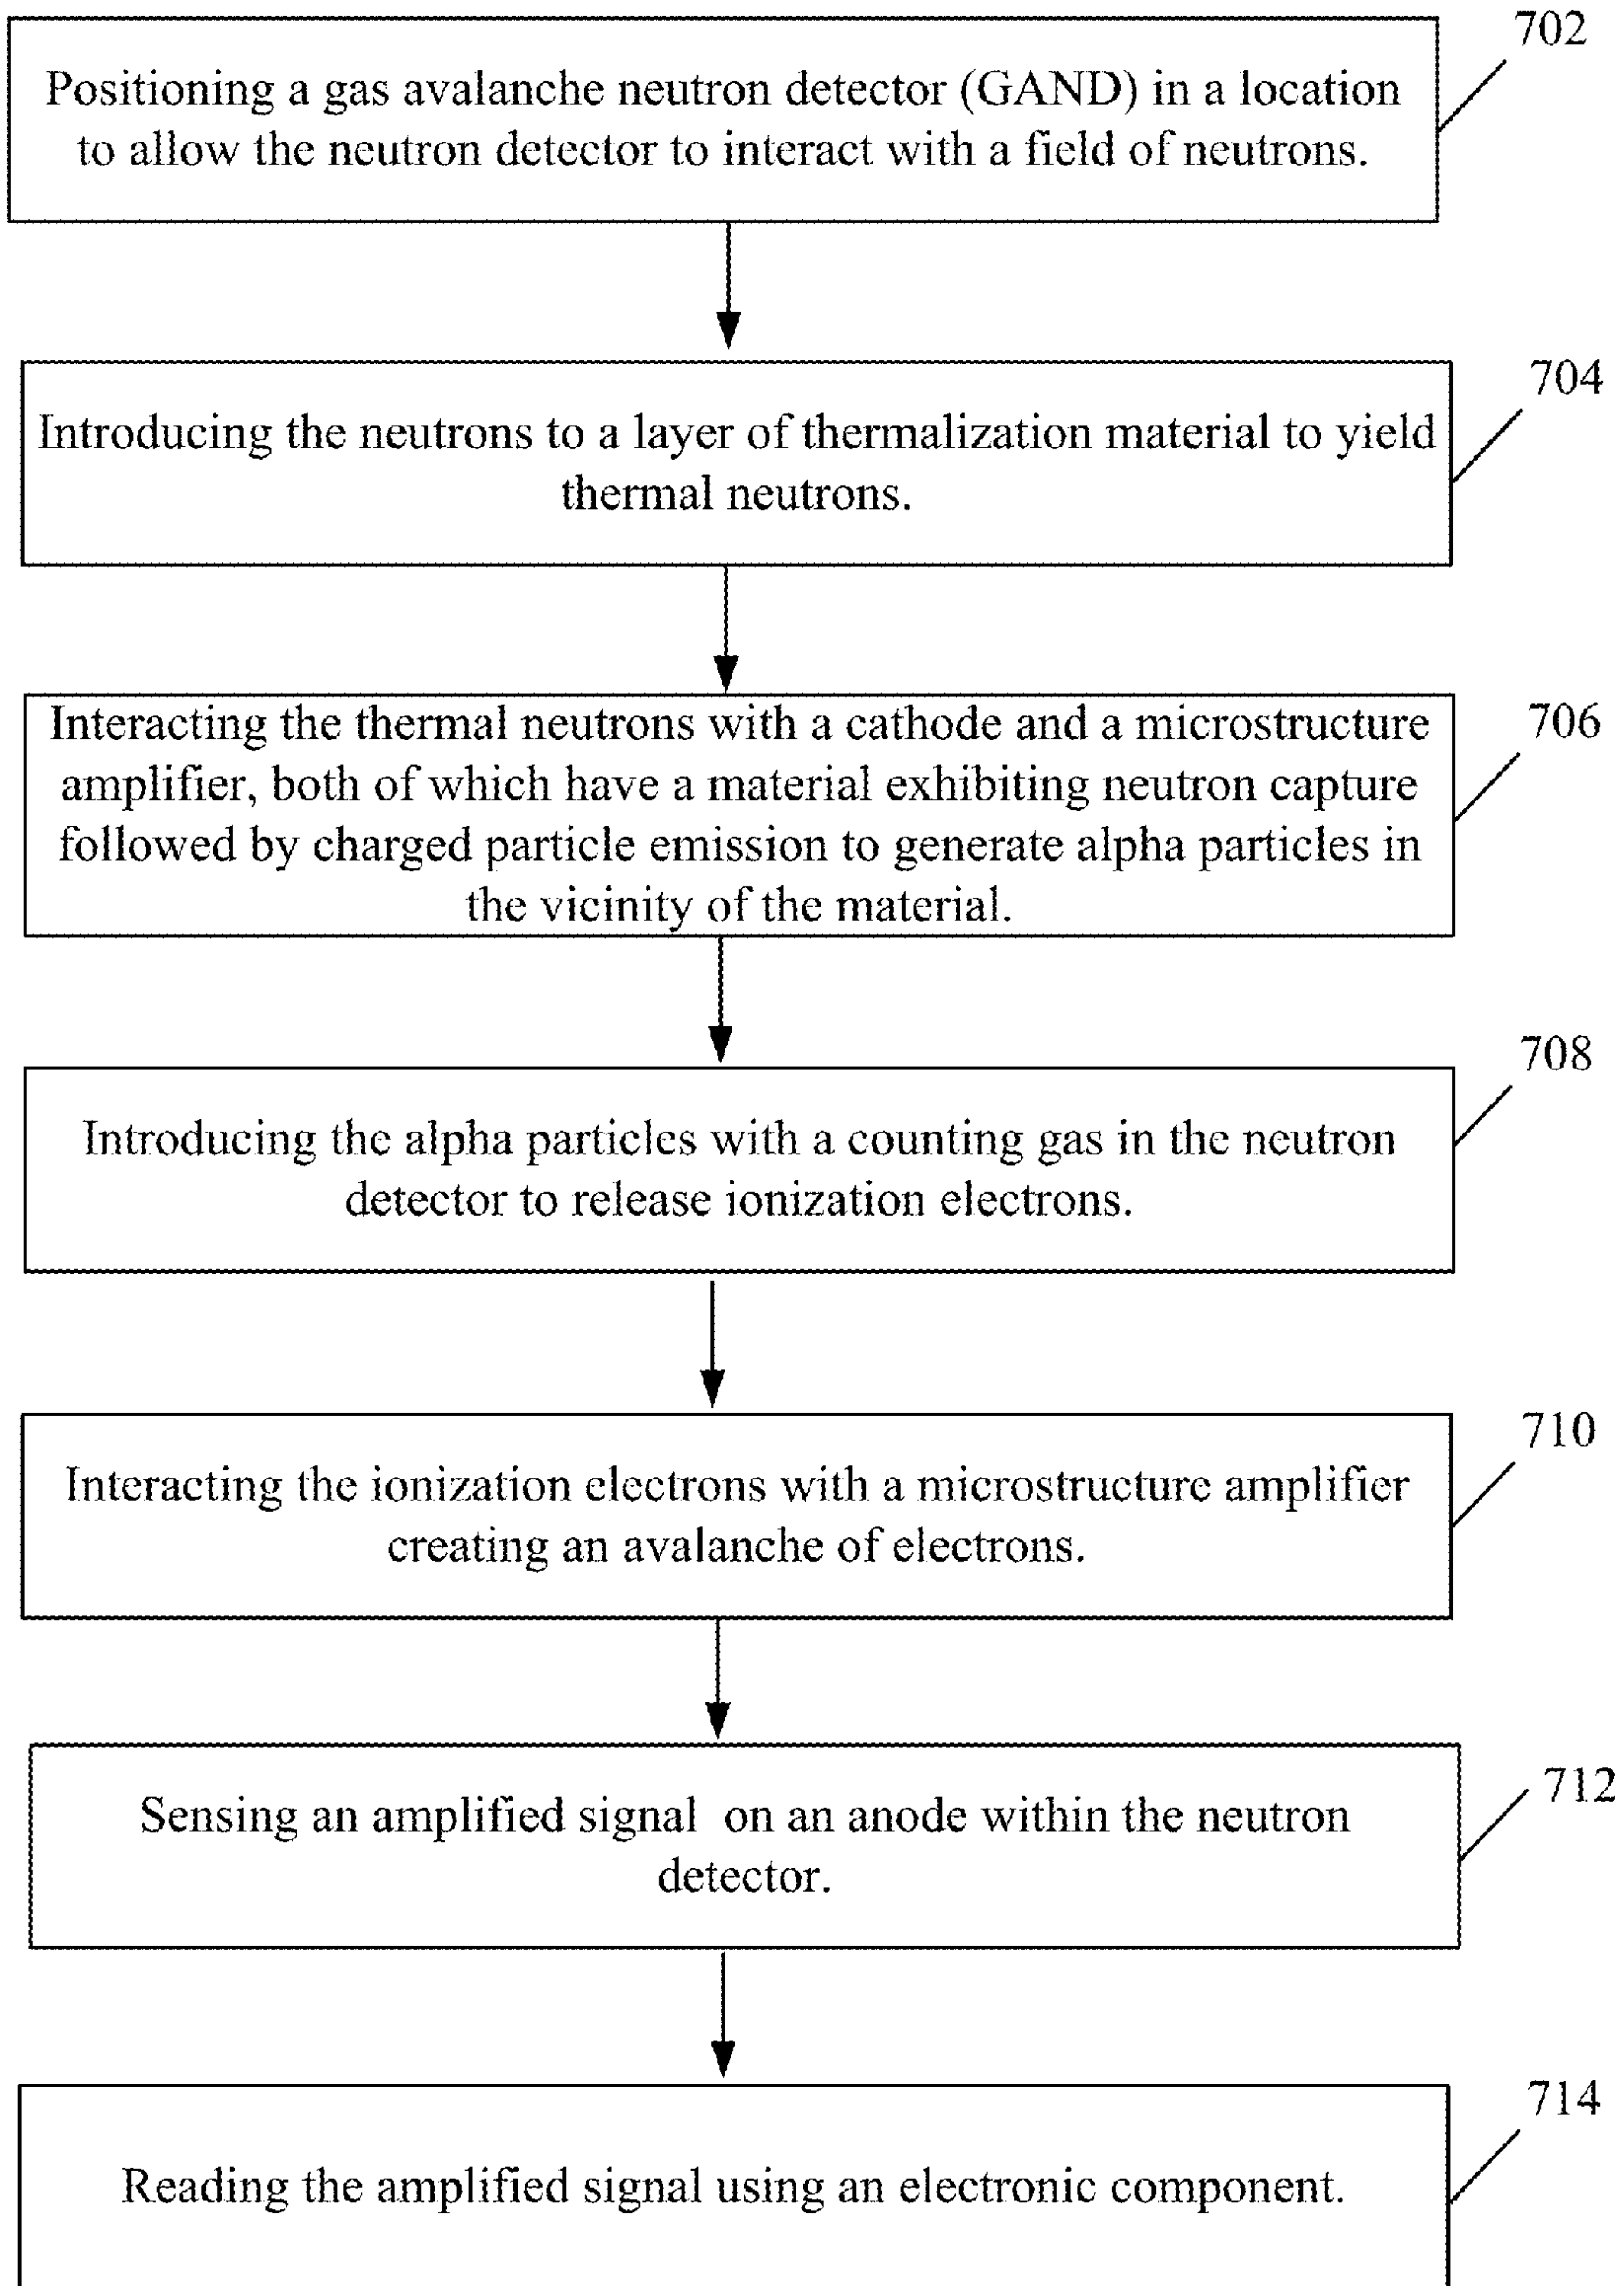 702
Positioning a gas avalanche neutron detector (GAND) in a location
to allow the neutron detector to interact with a field of neutrons.
704
Introducing the neutrons to a layer of thermalization material to yield
thermal neutrons.
706
Interacting the thermal neutrons with a cathode and a microstructure
amplifier, both of which have a material exhibiting neutron capture
followed by charged particle emission to generate alpha particles in
the vicinity of the material.
708
Introducing the alpha particles with a counting gas in the neutron
detector to release ionization electrons.
710
Interacting the ionization electrons with a microstructure amplifier
creating an avalanche of electrons.
712
Sensing an amplified signal on an anode within the neutron
detector.
714
Reading the amplified signal using an electronic component.